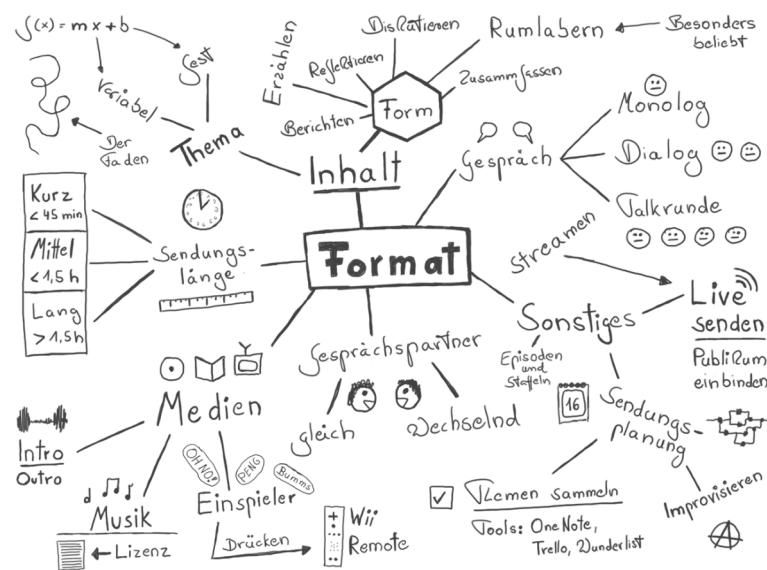 f(x) = mx + b
fest
variabel
Der
Faden
Thema
Erzählen
Diskutieren
Reflektieren
Berichten
Form
Rumlabern
Besonders
beliebt
Zusammfassen
Inhalt
Gespräch
Monolog
Dialog
Talkrunde
Kurz
< 45 min
Mittel
< 1,5 h
Lang
> 1,5 h
Sendungs-
länge
Format
Streamen
Live
senden
Publikum
einbinden
Sonstiges
Episoden
und
Staffeln
Gesprächspartner
gleich
Wechselnd
16
Sendungs-
planung
Improvisieren
A
Themen sammeln
Tools: OneNote,
Trello, Wunderlist
Medien
Intro
Outro
Musik
Lizenz
OH NO!
PENG
Bumms
Einspieler
Drücken
Wii
Remote